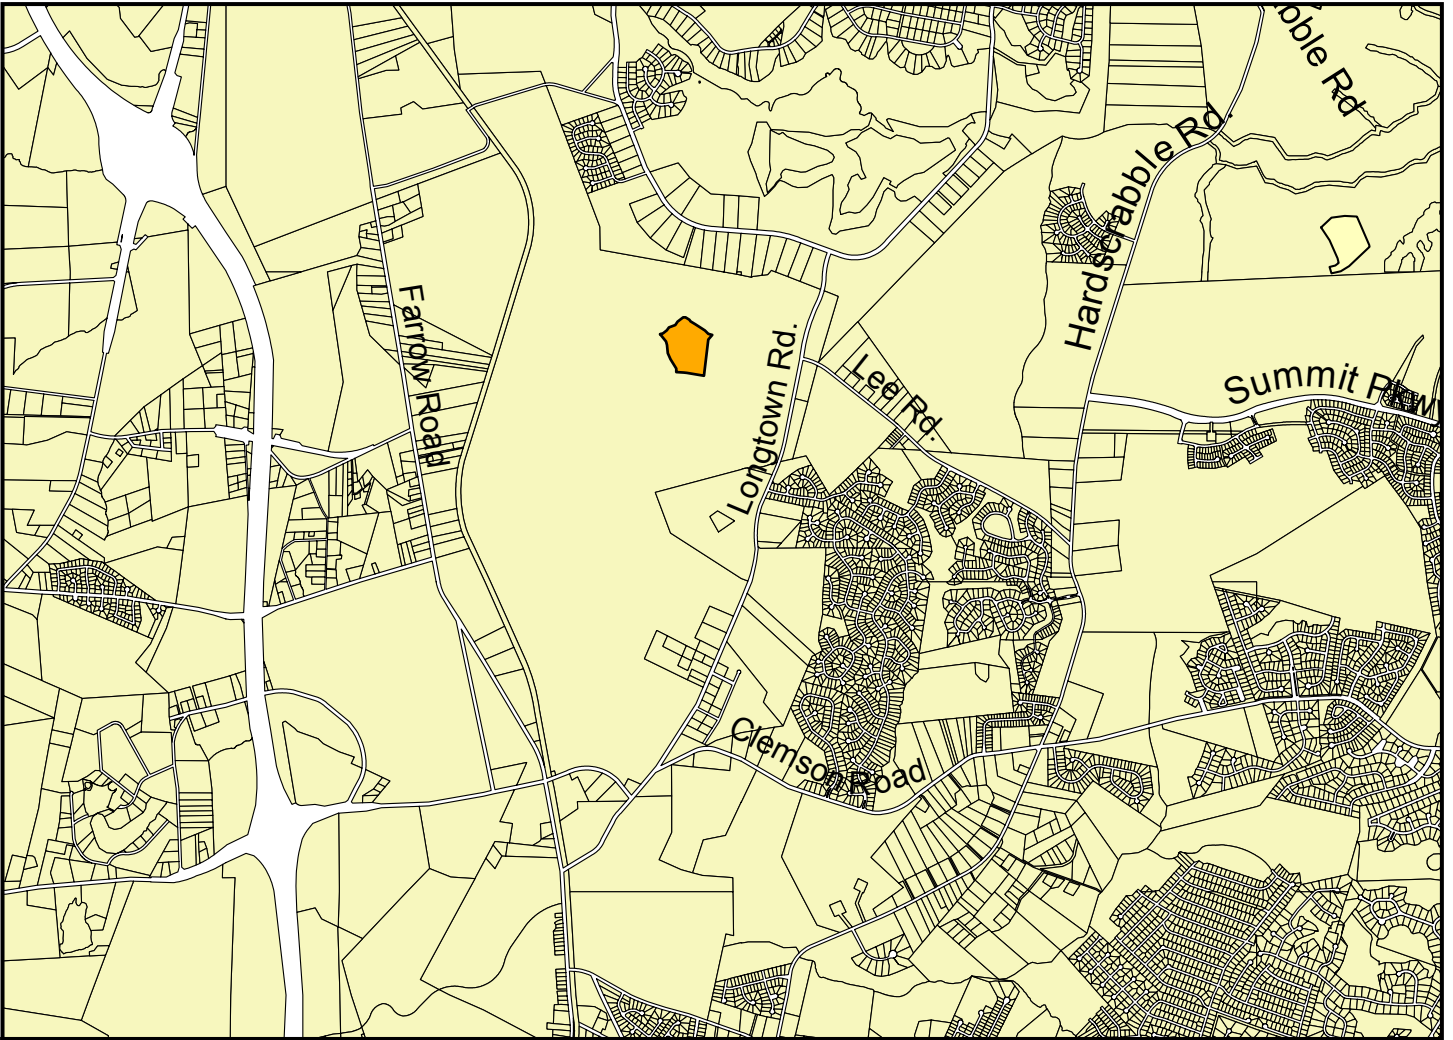 bble Rd
Hardscrabble Rd.
Farrow Road
Longtown Rd.
Lee Rd.
Summit Pkwy
Clemson Road